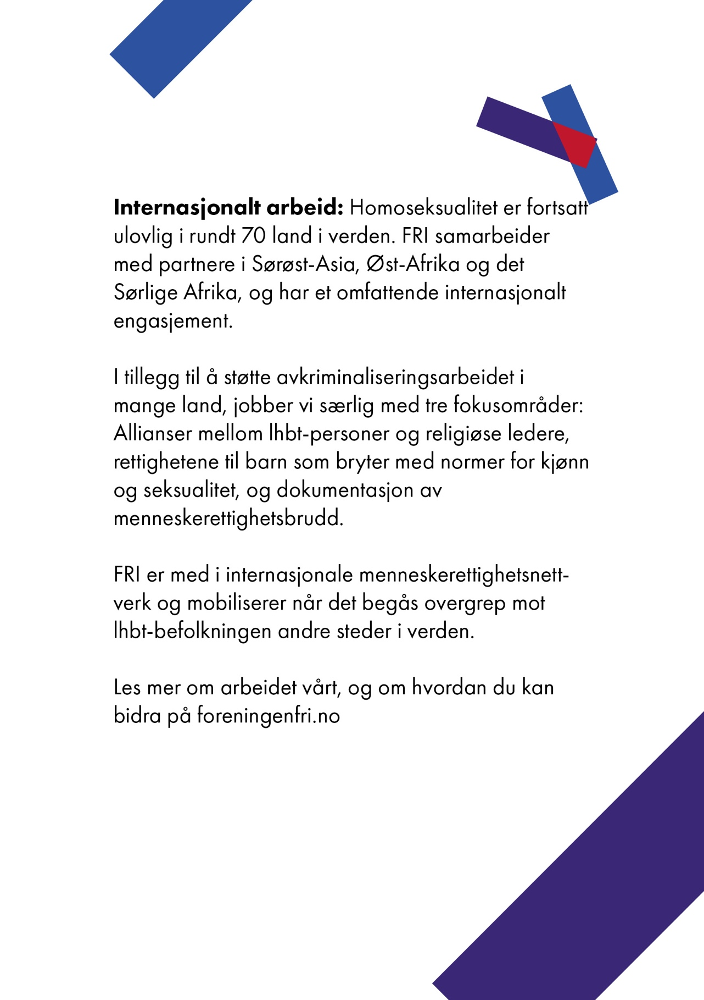 Internasjonalt arbeid: Homoseksualitet er fortsatt
ulovlig i rundt 70 land i verden. FRI samarbeider
med partnere i Sørøst-Asia, Øst-Afrika og det
Sørlige Afrika, og har et omfattende internasjonalt
engasjement.
I tillegg til å støtte avkriminaliseringsarbeidet i
mange land, jobber vi særlig med tre fokusområder:
Allianser mellom lhbt-personer og religiøse ledere,
rettighetene til barn som bryter med normer for kjønn
og seksualitet, og dokumentasjon av
menneskerettighetsbrudd.
FRI er med i internasjonale menneskerettighetsnett-
verk og mobiliserer når det begås overgrep mot
lhbt-befolkningen andre steder i verden.
Les mer om arbeidet vårt, og om hvordan du kan
bidra på foreningenfri.no